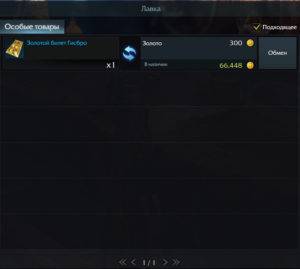 Лавка
Особые товары
Подходящее
Золотой билет Гисбро
x1
Золото
300
В наличии:
66.448
Обмен
1 / 1